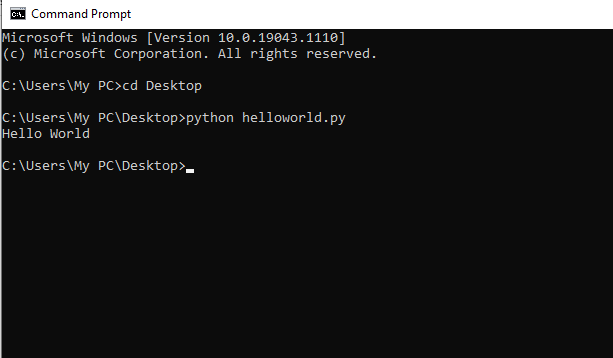 Command Prompt
Microsoft Windows [Version 10.0.19043.1110]
(c) Microsoft Corporation. All rights reserved.
C:\Users\My PC>cd Desktop
C:\Users\My PC\Desktop>python helloworld.py
Hello World
C:\Users\My PC\Desktop>